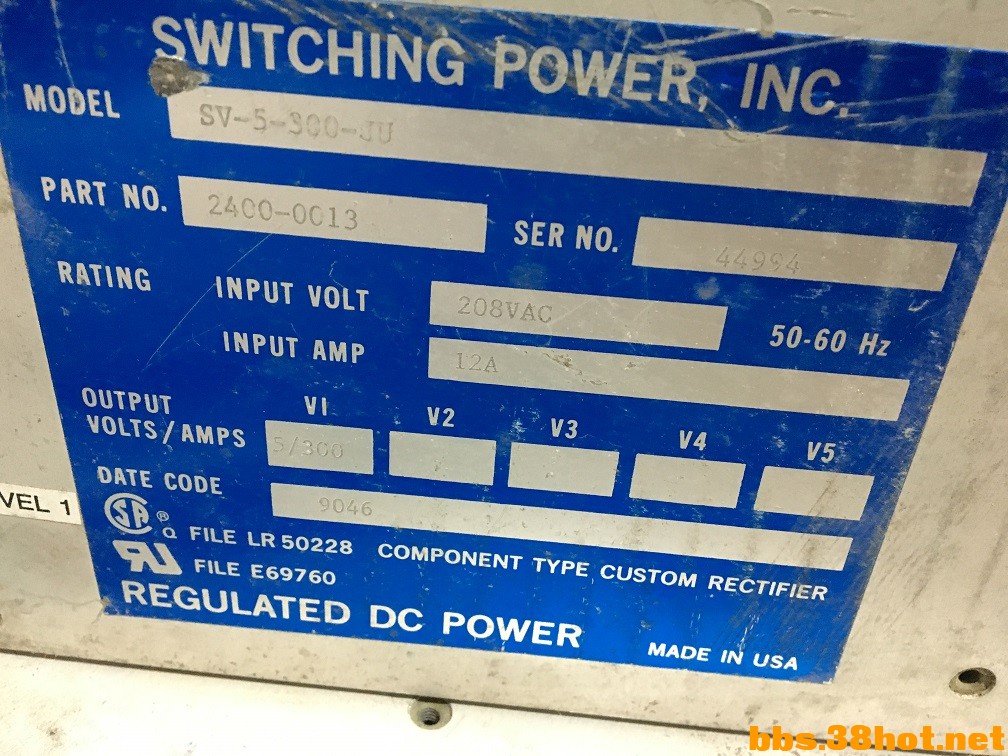 SWITCHING POWER, INC.
MODEL SV-5-300-JU
PART NO. 2400-0013 SER NO. 44994
RATING INPUT VOLT 208VAC 50-60 Hz
INPUT AMP 12A
OUTPUT VOLTS/AMPS V1 V2 V3 V4 V5
5/300
DATE CODE 9046
VEL 1
SA ® Q FILE LR 50228 COMPONENT TYPE CUSTOM RECTIFIER
RU FILE E69760
REGULATED DC POWER
MADE IN USA
bbs.38hot.net